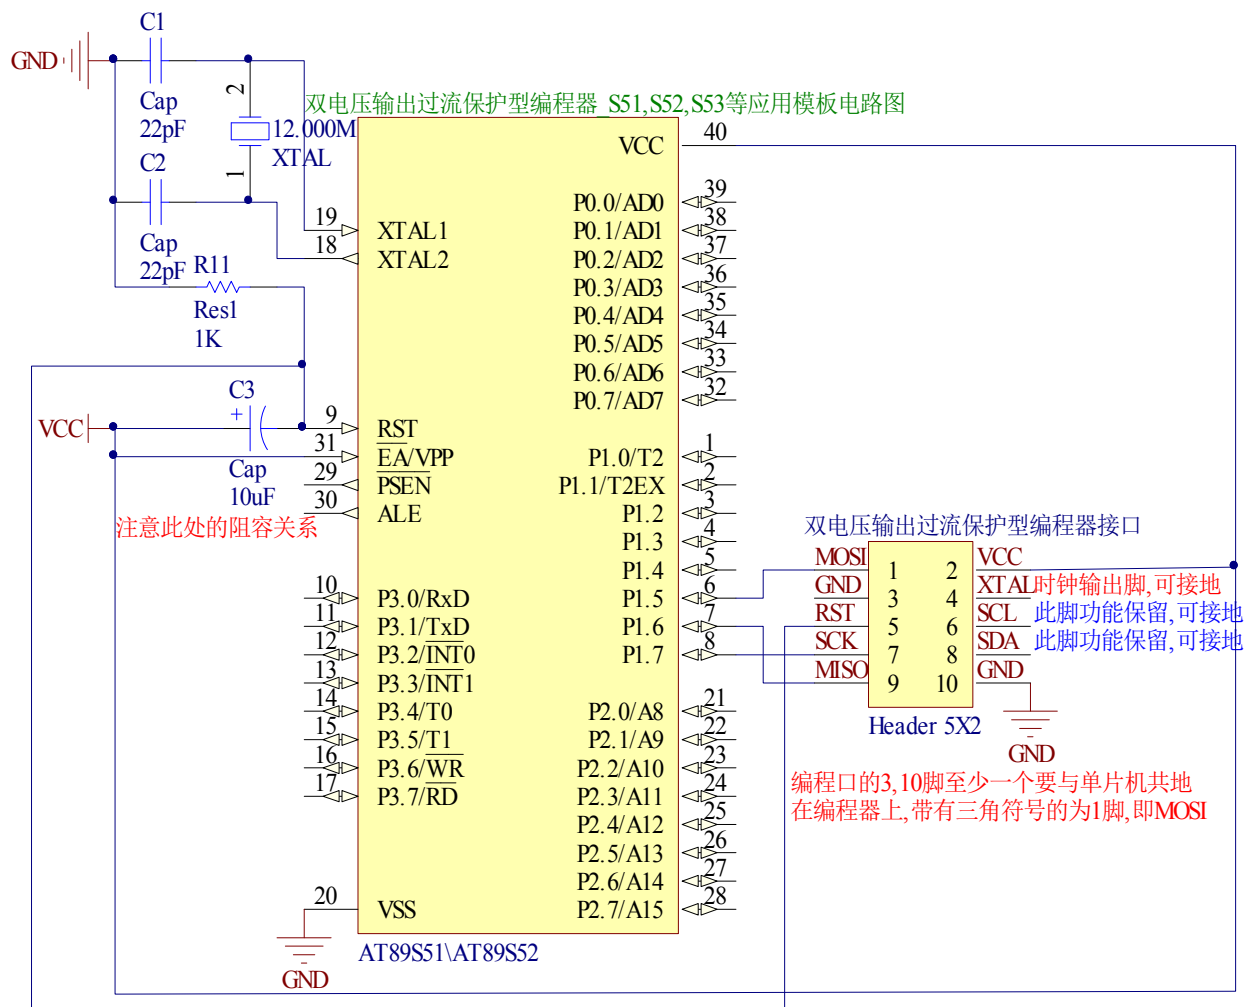 C1
GND
Cap
22pF
2
12.000M
XTAL
1
C2
Cap
22pF
R11
Res1
1K
C3
+
VCC
Cap
10uF
注意此处的阻容关系
双电压输出过流保护型编程器_S51,S52,S53等应用模板电路图
VCC 40
19 XTAL1
18 XTAL2
9 RST
31 EA/VPP
29 PSEN
30 ALE
10 P3.0/RxD
11 P3.1/TxD
12 P3.2/INT0
13 P3.3/INT1
14 P3.4/T0
15 P3.5/T1
16 P3.6/WR
17 P3.7/RD
20 VSS
GND
P0.0/AD0 39
P0.1/AD1 38
P0.2/AD2 37
P0.3/AD3 36
P0.4/AD4 35
P0.5/AD5 34
P0.6/AD6 33
P0.7/AD7 32
P1.0/T2 1
P1.1/T2EX 2
P1.2 3
P1.3 4
P1.4 5
P1.5 6
P1.6 7
P1.7 8
P2.0/A8 21
P2.1/A9 22
P2.2/A10 23
P2.3/A11 24
P2.4/A12 25
P2.5/A13 26
P2.6/A14 27
P2.7/A15 28
AT89S51\AT89S52
双电压输出过流保护型编程器接口
MOSI 1 2 VCC
GND 3 4 XTAL 时钟输出脚,可接地
RST 5 6 SCL 此脚功能保留,可接地
SCK 7 8 SDA 此脚功能保留,可接地
MISO 9 10 GND
Header 5X2
GND
编程口的3,10脚至少一个要与单片机共地
在编程器上,带有三角符号的为1脚,即MOSI